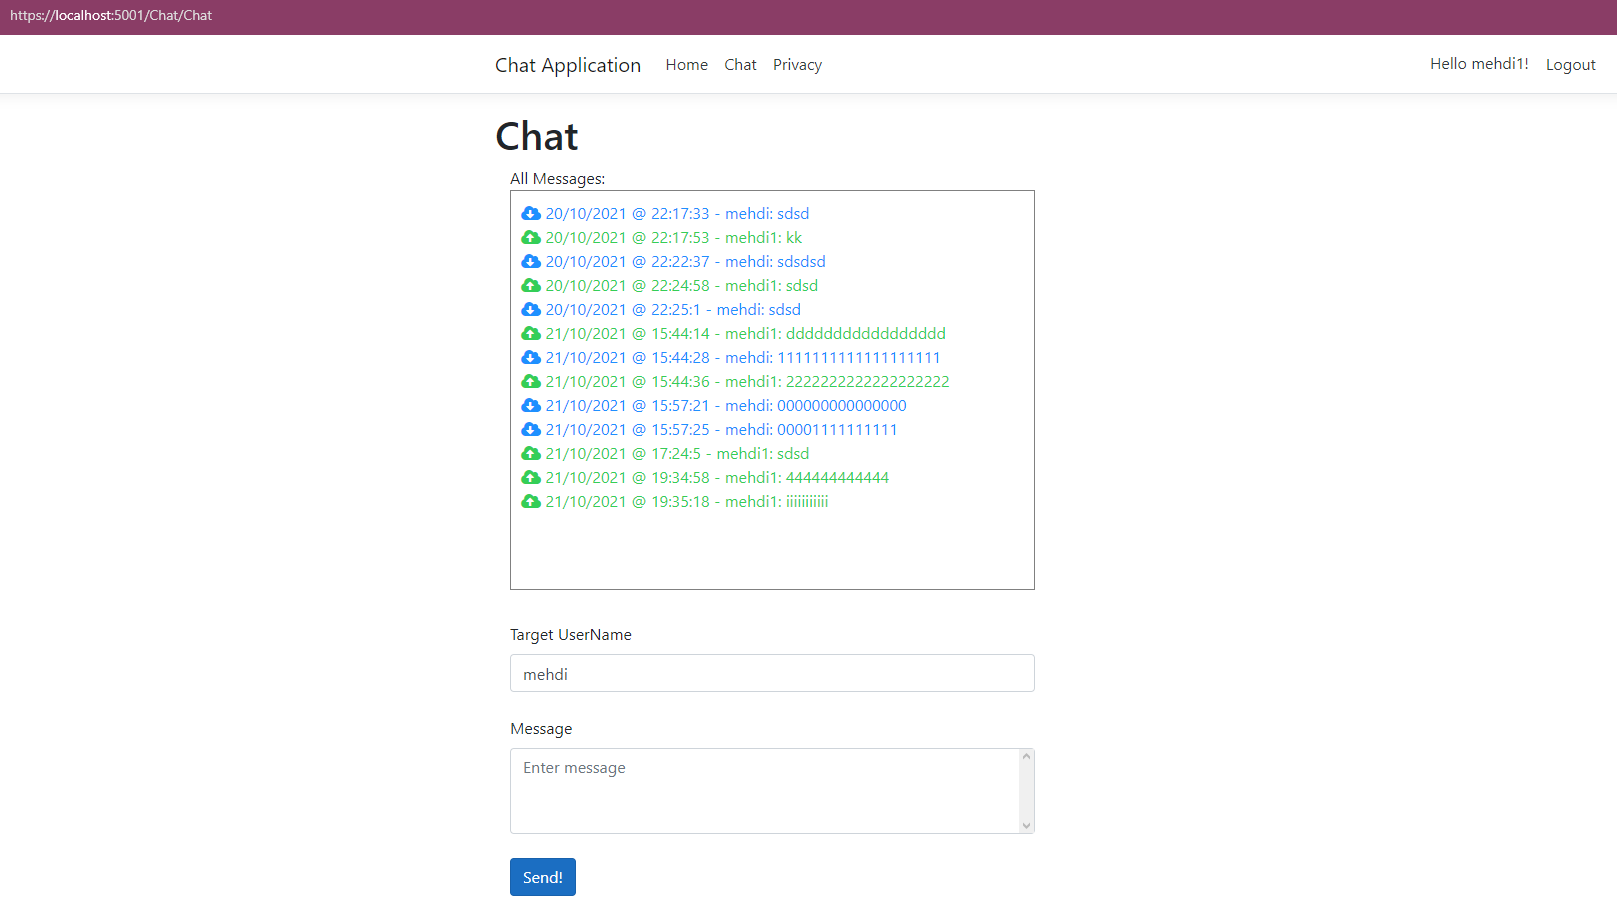 https://localhost:5001/Chat/Chat
Chat Application Home Chat Privacy Hello mehdi1! Logout
Chat
All Messages:
20/10/2021 @ 22:17:33 - mehdi: sdsd
20/10/2021 @ 22:17:53 - mehdi1: kk
20/10/2021 @ 22:22:37 - mehdi: sdsdsd
20/10/2021 @ 22:24:58 - mehdi1: sdsd
20/10/2021 @ 22:25:1 - mehdi: sdsd
21/10/2021 @ 15:44:14 - mehdi1: ddddddddddddddddd
21/10/2021 @ 15:44:28 - mehdi: 1111111111111111111
21/10/2021 @ 15:44:36 - mehdi1: 2222222222222222222
21/10/2021 @ 15:57:21 - mehdi: 000000000000000
21/10/2021 @ 15:57:25 - mehdi: 00001111111111
21/10/2021 @ 17:24:5 - mehdi1: sdsd
21/10/2021 @ 19:34:58 - mehdi1: 444444444444
21/10/2021 @ 19:35:18 - mehdi1: iiiiiiiiiii
Target UserName
mehdi
Message
Enter message
Send!